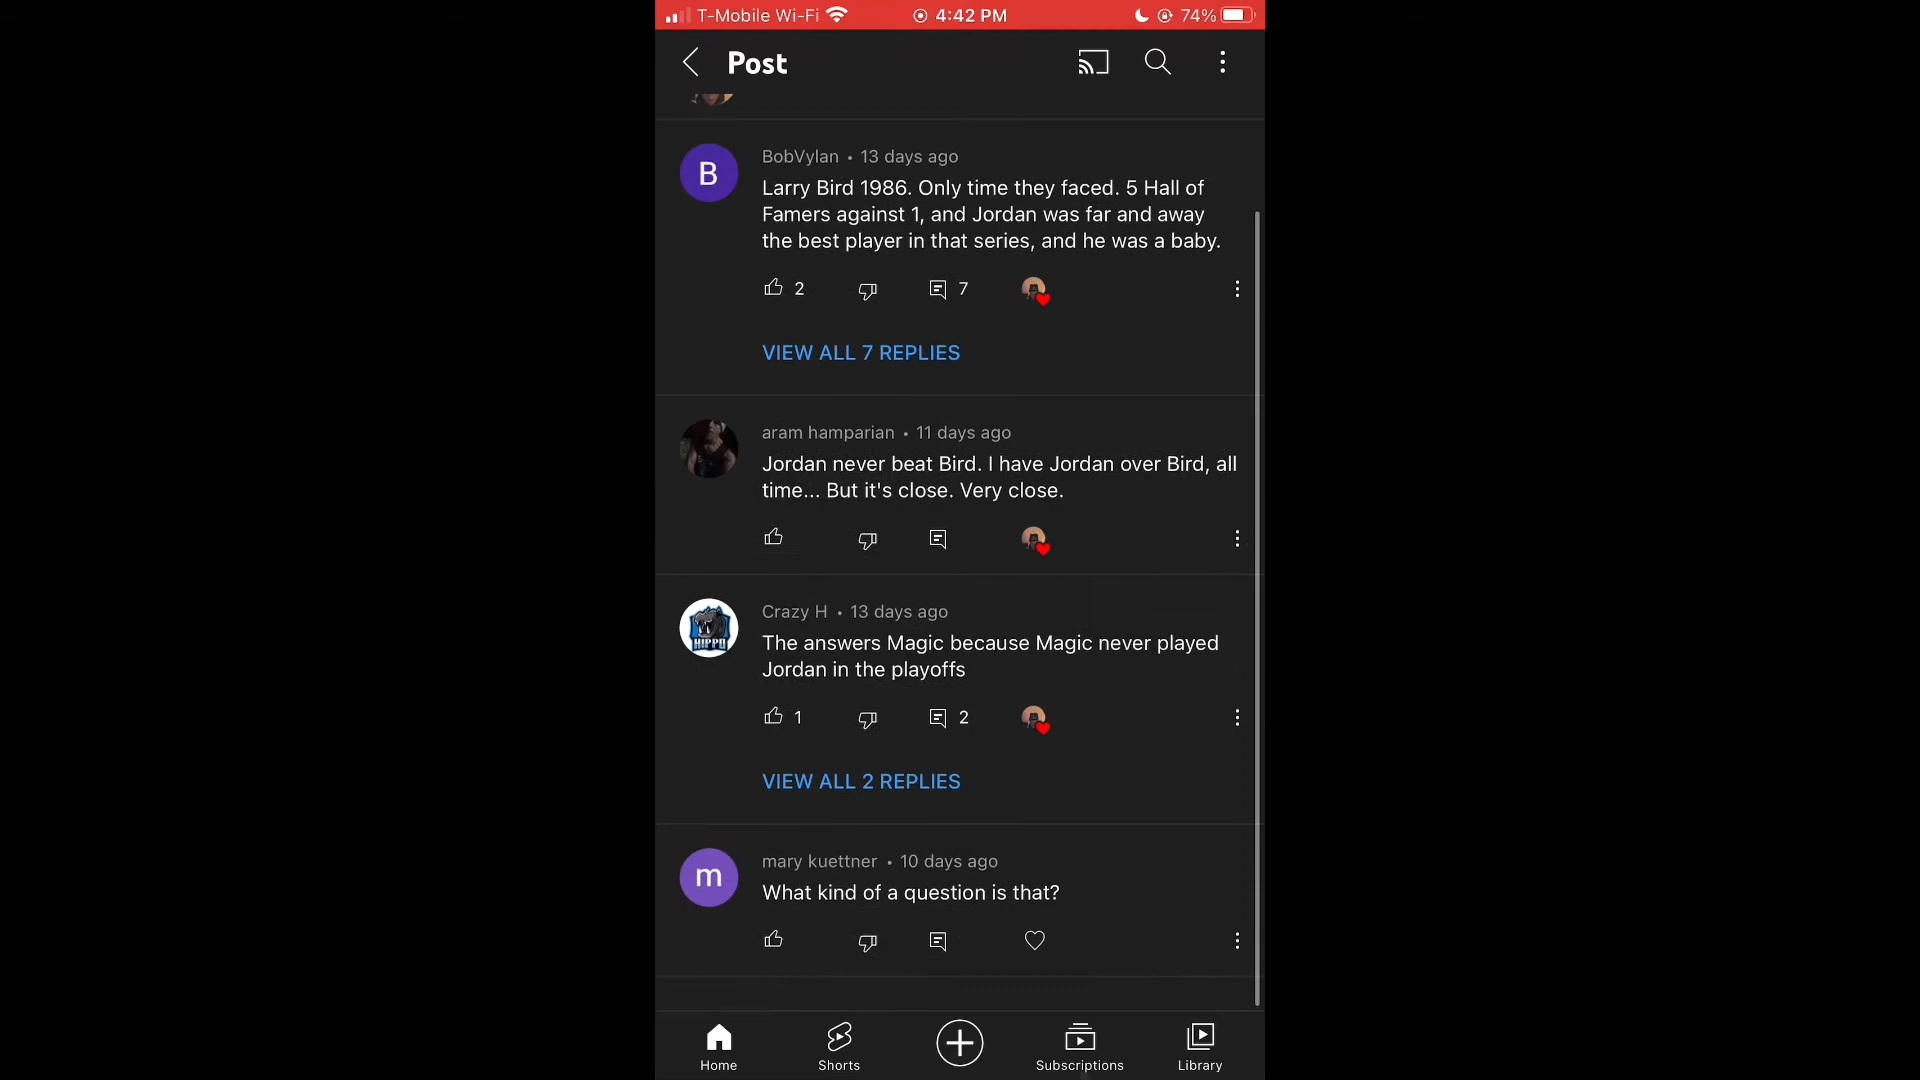 T-Mobile Wi-Fi 4:42 PM 74%
Post
B
BobVylan • 13 days ago
Larry Bird 1986. Only time they faced. 5 Hall of
Famers against 1, and Jordan was far and away
the best player in that series, and he was a baby.
2 7
VIEW ALL 7 REPLIES
aram hamparian • 11 days ago
Jordan never beat Bird. I have Jordan over Bird, all
time... But it's close. Very close.
HIPPO
Crazy H • 13 days ago
The answers Magic because Magic never played
Jordan in the playoffs
1 2
VIEW ALL 2 REPLIES
m
mary kuettner • 10 days ago
What kind of a question is that?
Home Shorts Subscriptions Library